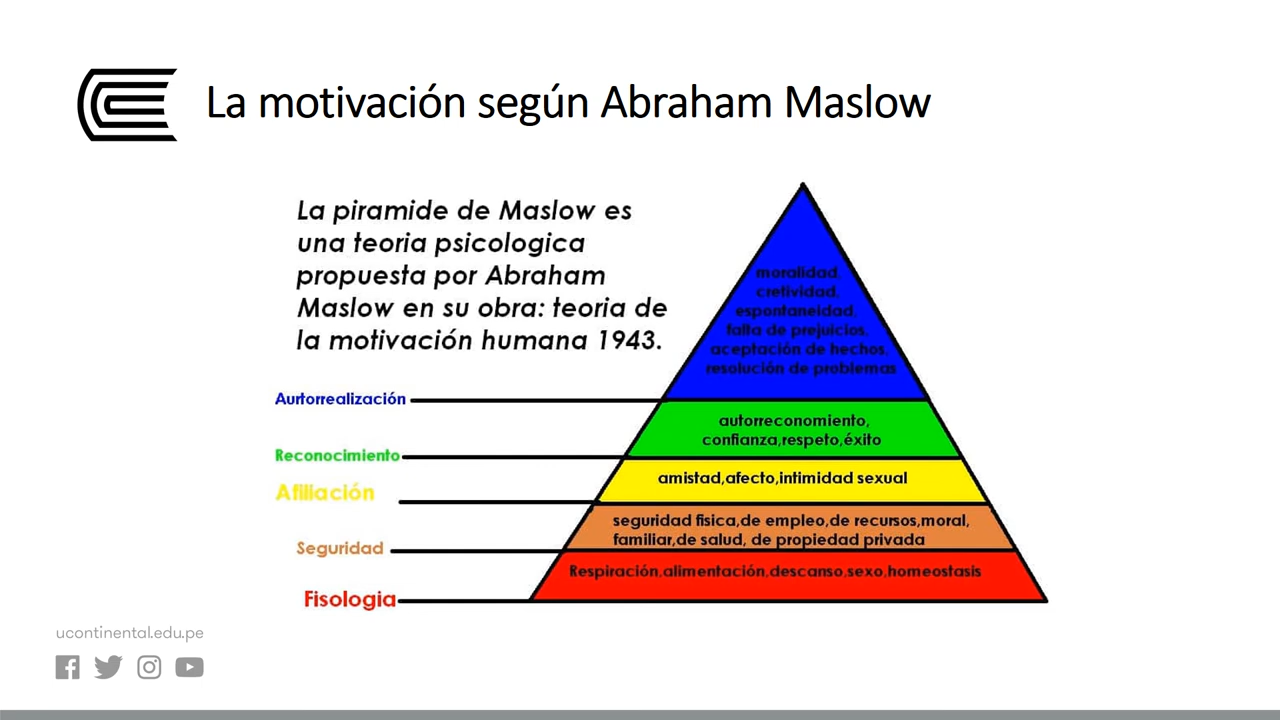 La motivación según Abraham Maslow
La piramide de Maslow es
una teoria psicologica
propuesta por Abraham
Maslow en su obra: teoria de
la motivación humana 1943.
moralidad,
cretividad,
espontaneidad,
falta de prejuicios,
aceptación de hechos,
resolución de problemas
Aurtorrealización
autorreconomiento,
confianza,respeto,éxito
Reconocimiento
amistad,afecto,intimidad sexual
Afiliación
seguridad fisica,de empleo,de recursos,moral,
familiar,de salud, de propiedad privada
Seguridad
Respiración,alimentación,descanso,sexo,homeostasis
Fisologia
ucontinental.edu.pe